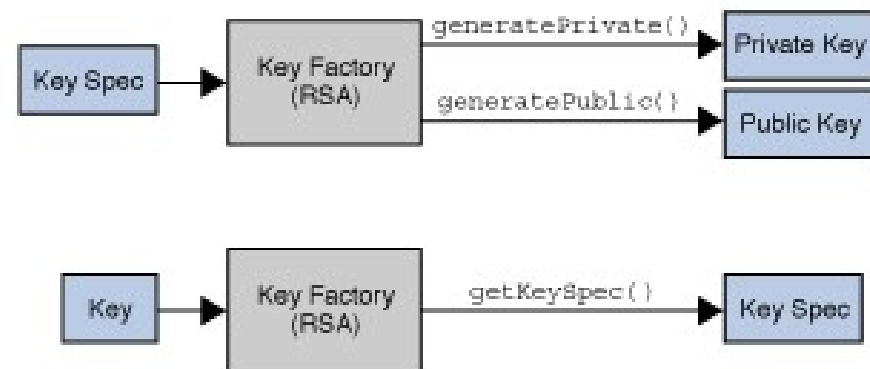 generatePrivate()
Key Spec
Key Factory
(RSA)
Private Key
generatePublic()
Public Key
Key
Key Factory
(RSA)
getKeySpec()
Key Spec